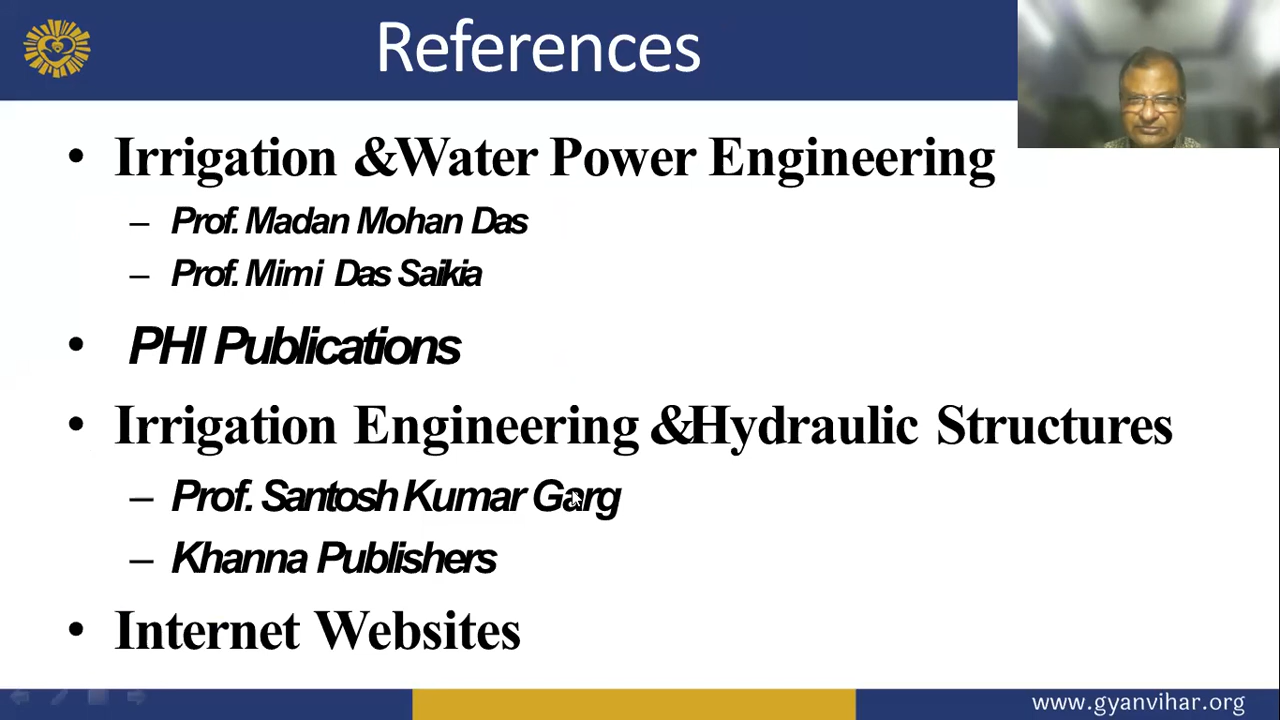 References
• Irrigation &Water Power Engineering
– Prof. Madan Mohan Das
– Prof. Mimi Das Saikia
• PHI Publications
• Irrigation Engineering &Hydraulic Structures
– Prof. Santosh Kumar Garg
– Khanna Publishers
• Internet Websites
www.gyanvihar.org